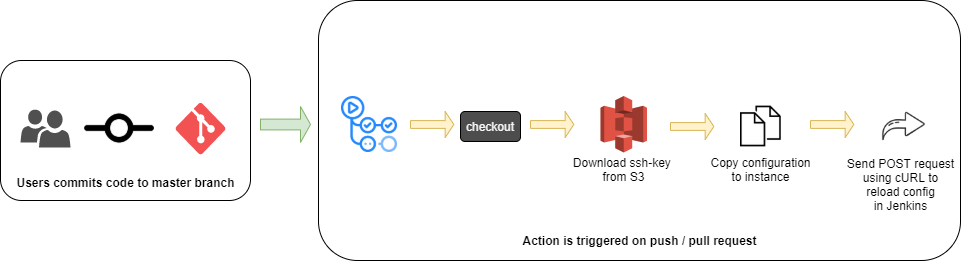 Users commits code to master branch
checkout
Download ssh-key
from S3
Copy configuration
to instance
Send POST request
using cURL to
reload config
in Jenkins
Action is triggered on push / pull request